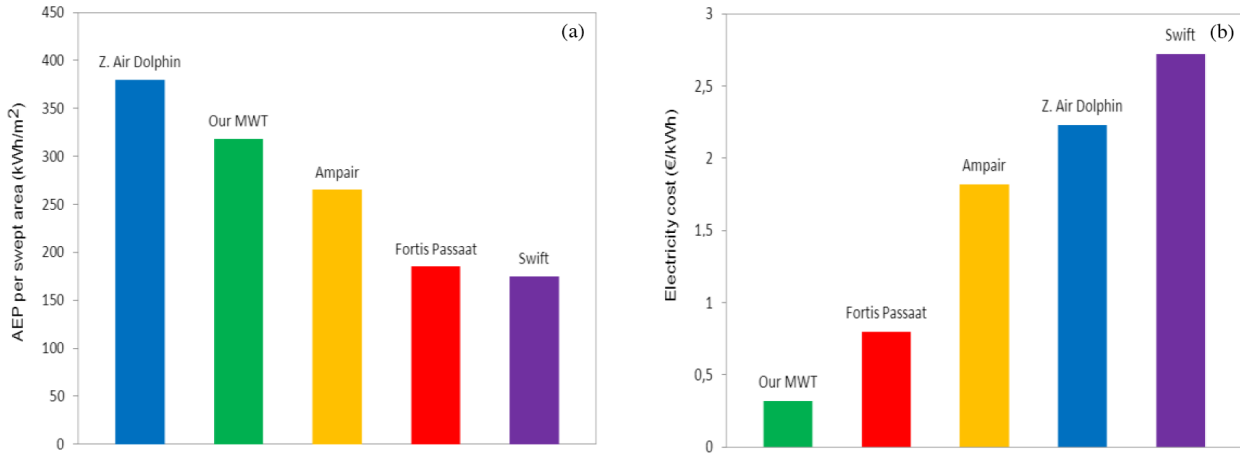 450
(a)
Z. Air Dolphin
400
350
Our MWT
300
Ampair
250
Fortis Passaat
Swift
200
150
100
50
0
AEP per swept area (kWh/m²)
3
(b)
Swift
2,5
Z. Air Dolphin
2
Ampair
1,5
1
Fortis Passaat
0,5
Our MWT
0
Electricity cost (€/kWh)